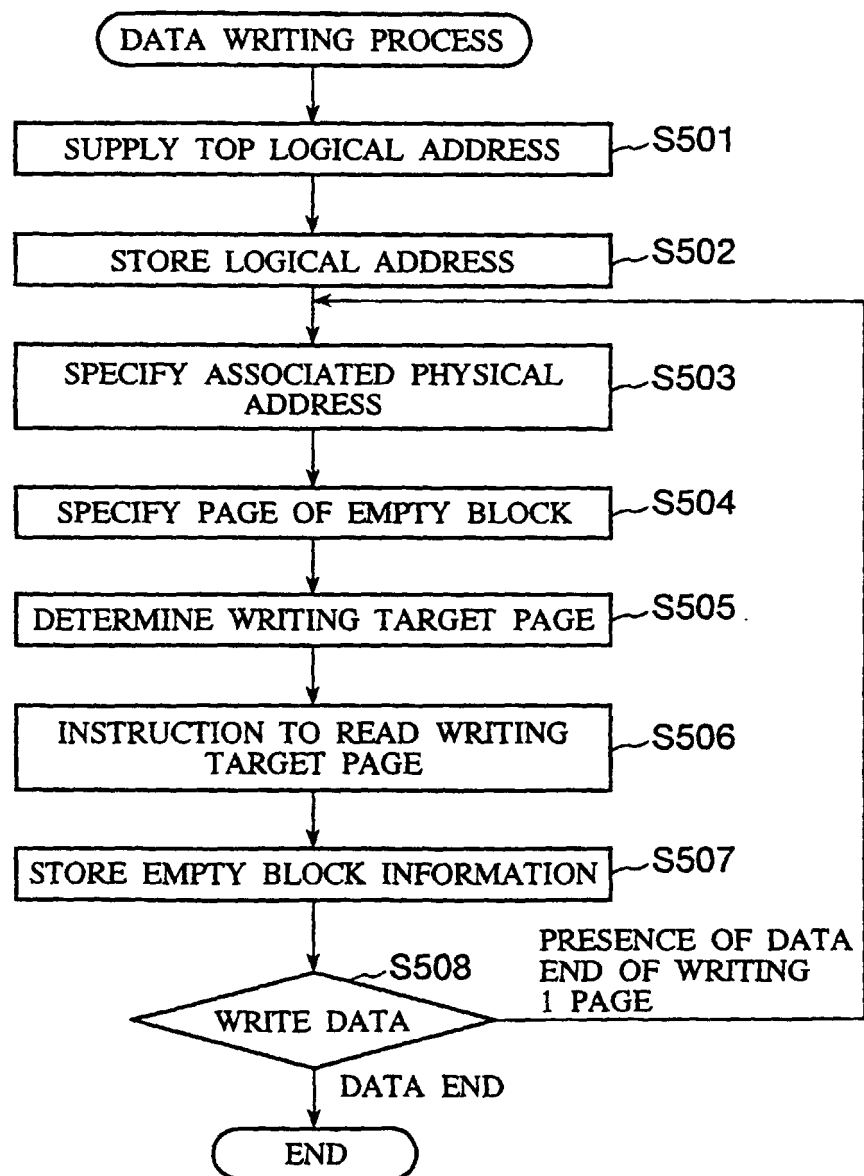 DATA WRITING PROCESS
SUPPLY TOP LOGICAL ADDRESS
S501
STORE LOGICAL ADDRESS
S502
SPECIFY ASSOCIATED PHYSICAL
ADDRESS
S503
SPECIFY PAGE OF EMPTY BLOCK
S504
DETERMINE WRITING TARGET PAGE
S505
INSTRUCTION TO READ WRITING
TARGET PAGE
S506
STORE EMPTY BLOCK INFORMATION
S507
S508
WRITE DATA
PRESENCE OF DATA
END OF WRITING
1 PAGE
DATA END
END